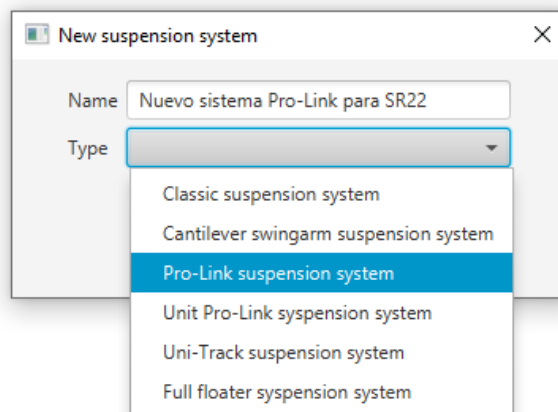 New suspension system
Name Nuevo sistema Pro-Link para SR22
Type
Classic suspension system
Cantilever swingarm suspension system
Pro-Link suspension system
Unit Pro-Link syspension system
Uni-Track suspension system
Full floater syspension system